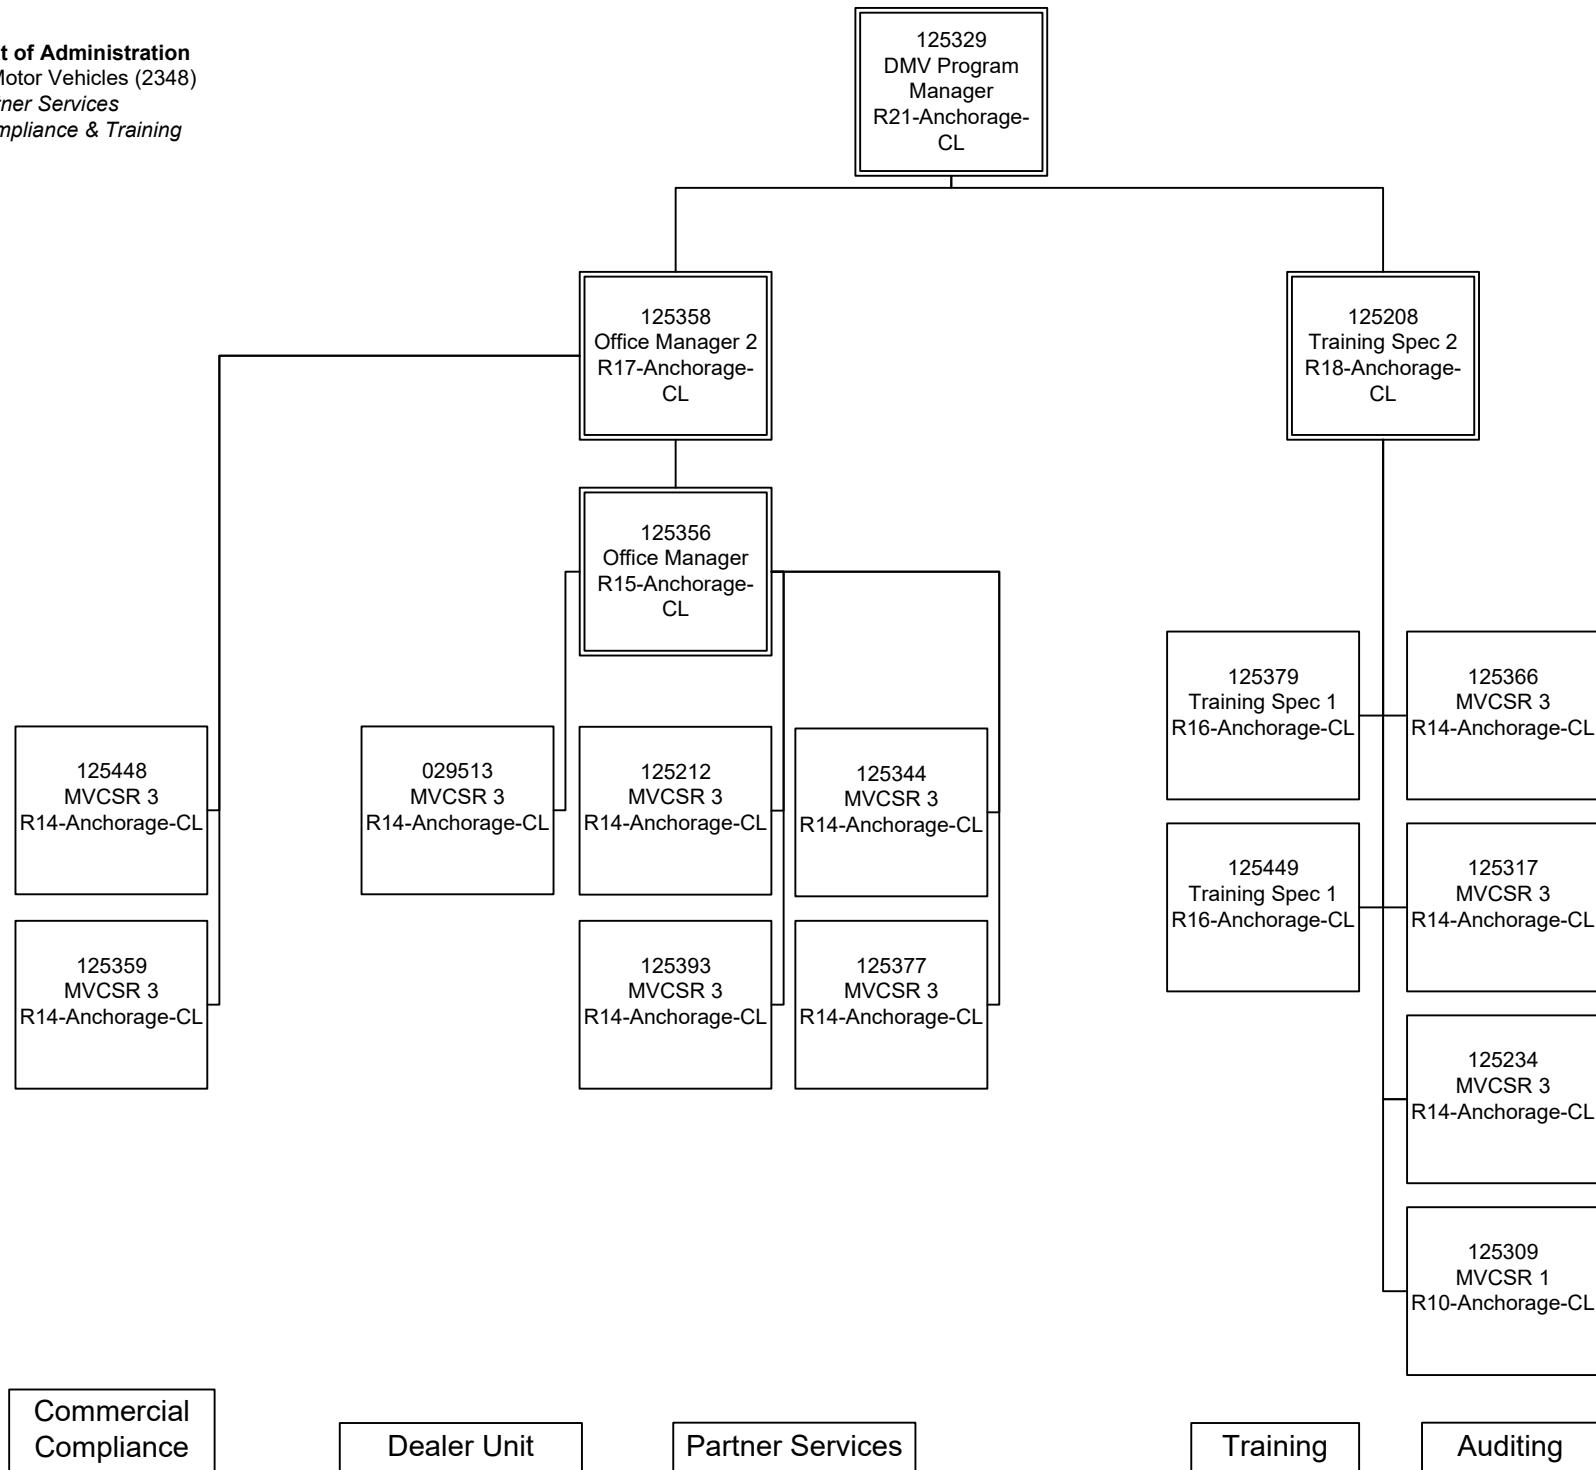 t of Administration
Motor Vehicles (2348)
tner Services
mpliance & Training
125329
DMV Program
Manager
R21-Anchorage-
CL
125358
Office Manager 2
R17-Anchorage-
CL
125208
Training Spec 2
R18-Anchorage-
CL
125356
Office Manager
R15-Anchorage-
CL
125379
Training Spec 1
R16-Anchorage-CL
125366
MVCSR 3
R14-Anchorage-CL
125448
MVCSR 3
R14-Anchorage-CL
029513
MVCSR 3
R14-Anchorage-CL
125212
MVCSR 3
R14-Anchorage-CL
125344
MVCSR 3
R14-Anchorage-CL
125449
Training Spec 1
R16-Anchorage-CL
125317
MVCSR 3
R14-Anchorage-CL
125359
MVCSR 3
R14-Anchorage-CL
125393
MVCSR 3
R14-Anchorage-CL
125377
MVCSR 3
R14-Anchorage-CL
125234
MVCSR 3
R14-Anchorage-CL
125309
MVCSR 1
R10-Anchorage-CL
Commercial
Compliance
Dealer Unit
Partner Services
Training
Auditing